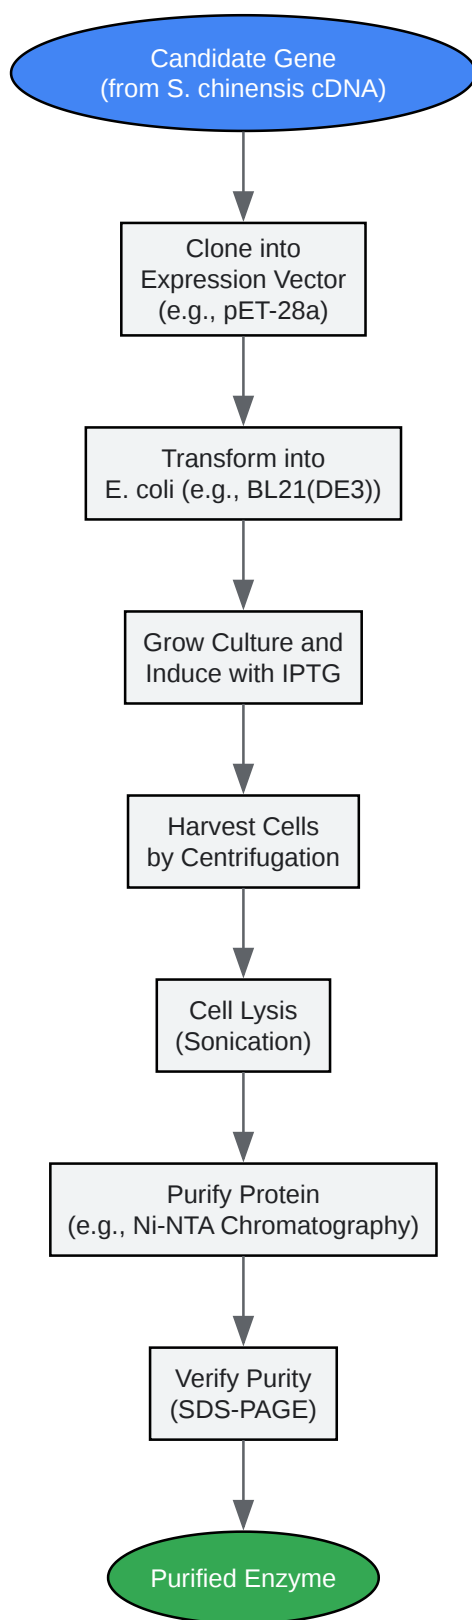 Candidate Gene
(from S. chinensis cDNA)
Clone into
Expression Vector
(e.g., pET-28a)
Transform into
E. coli (e.g., BL21(DE3))
Grow Culture and
Induce with IPTG
Harvest Cells
by Centrifugation
Cell Lysis
(Sonication)
Purify Protein
(e.g., Ni-NTA Chromatography)
Verify Purity
(SDS-PAGE)
Purified Enzyme